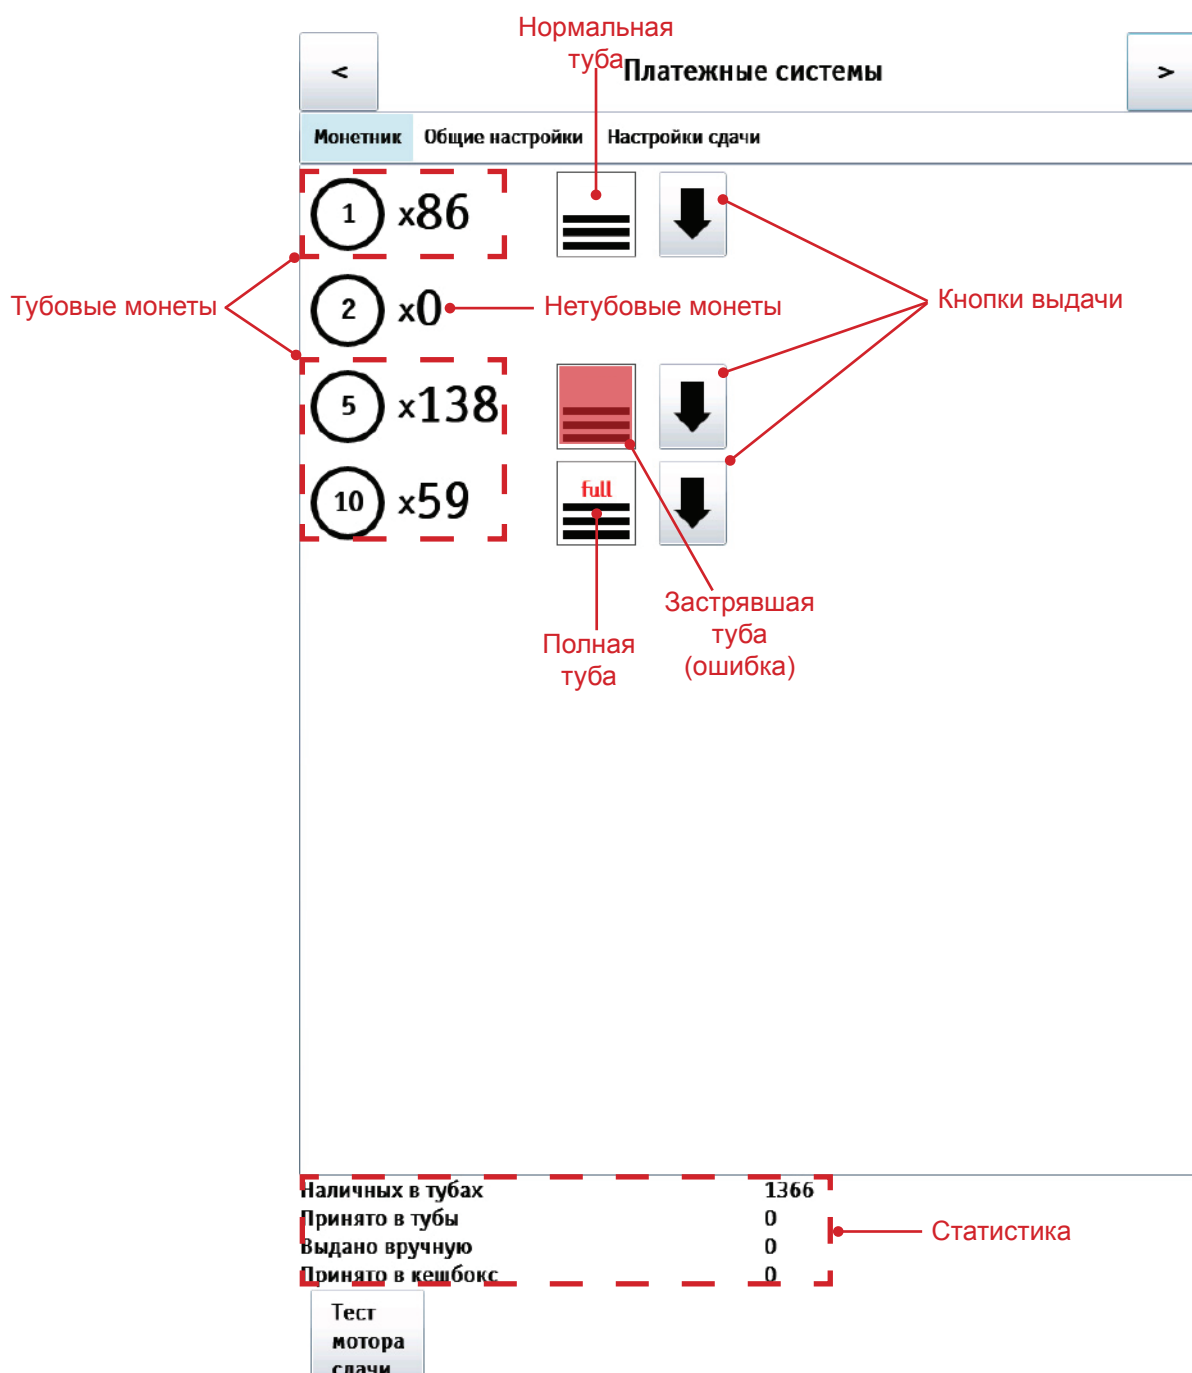 Нормальная
туба
<
Платежные системы
>
Монетник Общие настройки Настройки сдачи
1 x86
Тубовые монеты
2 x0
Нетубовые монеты
Кнопки выдачи
5 x138
10 x59
full
Застрявшая
туба
(ошибка)
Полная
туба
Наличных в тубах 1366
Принято в тубы 0
Выдано вручную 0
Принято в кешбокс 0
Статистика
Тест
мотора
сдачи